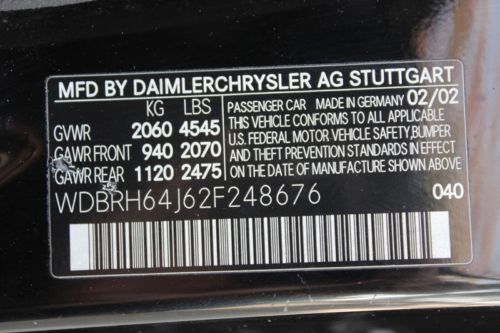 MFD BY DAIMLERCHRYSLER AG STUTTGART
KG LBS
GVWR 2060 4545
GAWR FRONT 940 2070
GAWR REAR 1120 2475
PASSENGER CAR MADE IN GERMANY 02/02
THIS VEHICLE CONFORMS TO ALL APPLICABLE
U.S. FEDERAL MOTOR VEHICLE SAFETY,BUMPER
AND THEFT PREVENTION STANDARDS IN EFFECT
ON THE DATE OF MANUFACTURE SHOWN ABOVE
WDBRH64J62F248676 040